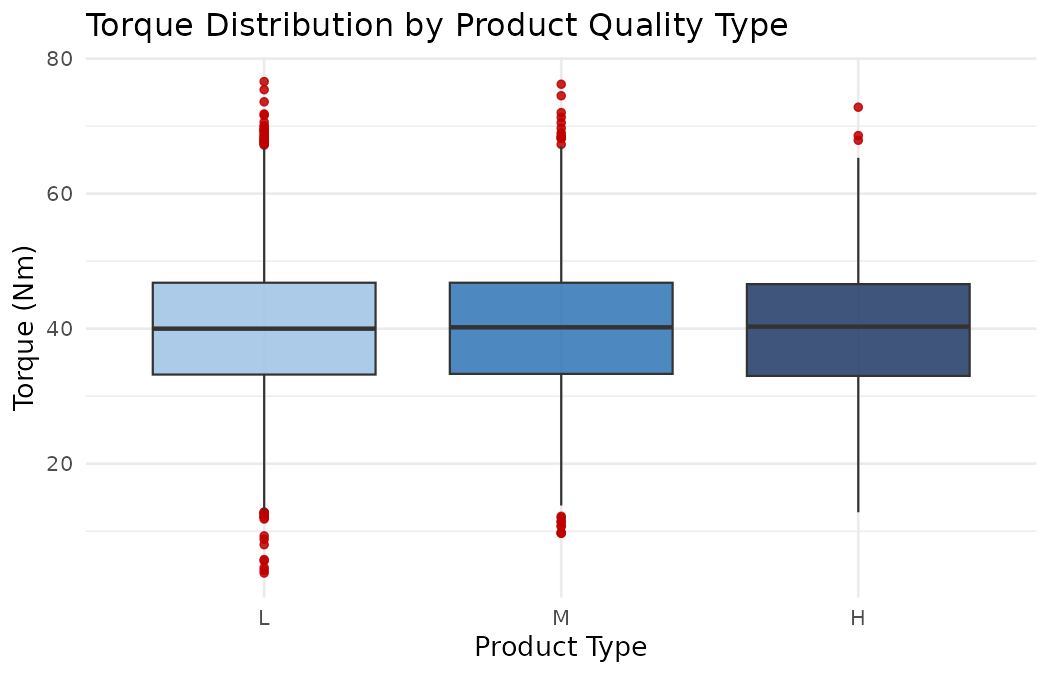 Torque Distribution by Product Quality Type
Torque (Nm)
80
60
40
20
L M H
Product Type